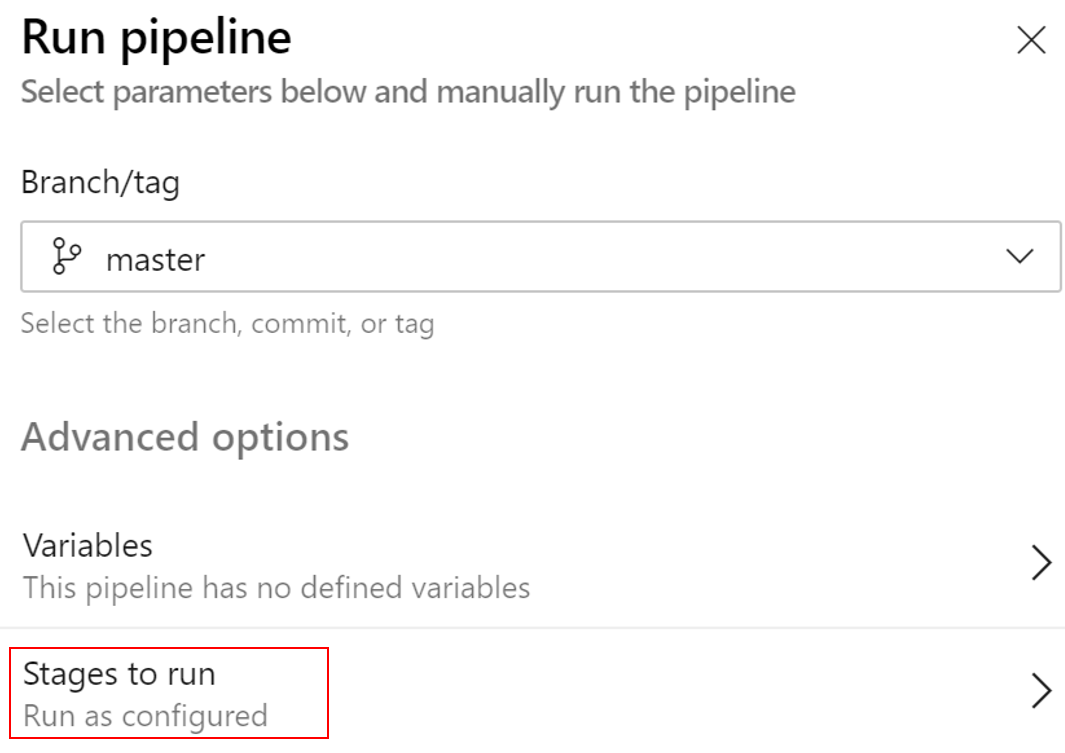 Run pipeline
Select parameters below and manually run the pipeline
Branch/tag
master
Select the branch, commit, or tag
Advanced options
Variables
This pipeline has no defined variables
Stages to run
Run as configured